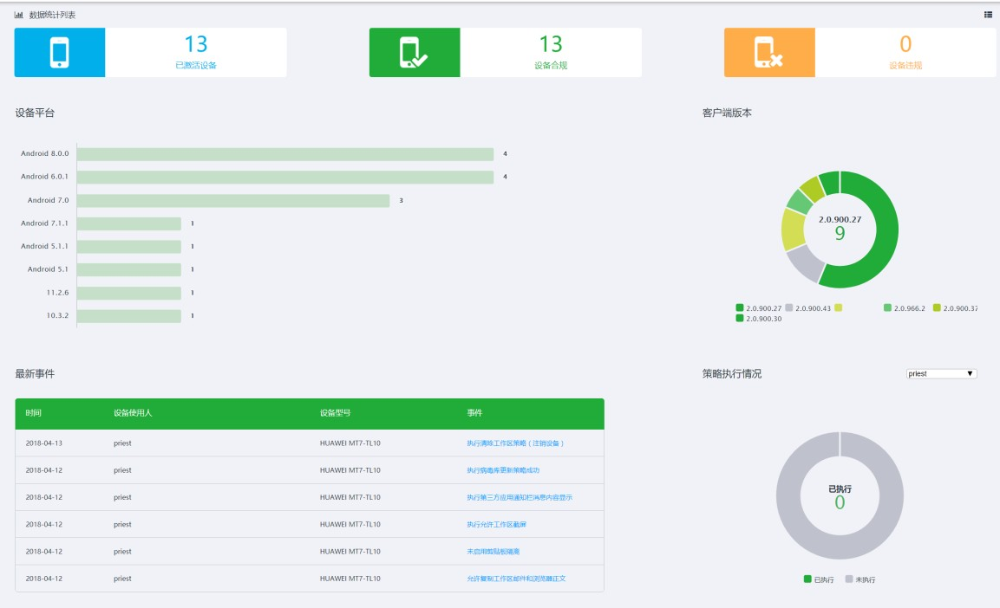 数据统计列表
13
已激活设备
13
设备合规
0
设备违规
设备平台
Android 8.0.0 4
Android 6.0.1 4
Android 7.0 3
Android 7.1.1 1
Android 5.1.1 1
Android 5.1 1
11.2.6 1
10.3.2 1
客户端版本
2.0.900.27
9
2.0.900.27 2.0.900.43 2.0.966.2 2.0.900.37
2.0.900.30
最新事件
时间 设备使用人 设备型号 事件
2018-04-13 priest HUAWEI MT7-TL10 执行清除工作区策略（注销设备）
2018-04-12 priest HUAWEI MT7-TL10 执行病毒库更新策略成功
2018-04-12 priest HUAWEI MT7-TL10 执行第三方应用通知栏消息内容显示
2018-04-12 priest HUAWEI MT7-TL10 执行允许工作区截屏
2018-04-12 priest HUAWEI MT7-TL10 未启用剪贴板隔离
2018-04-12 priest HUAWEI MT7-TL10 允许复制工作区邮件和浏览器正文
策略执行情况
priest
已执行
0
已执行 未执行